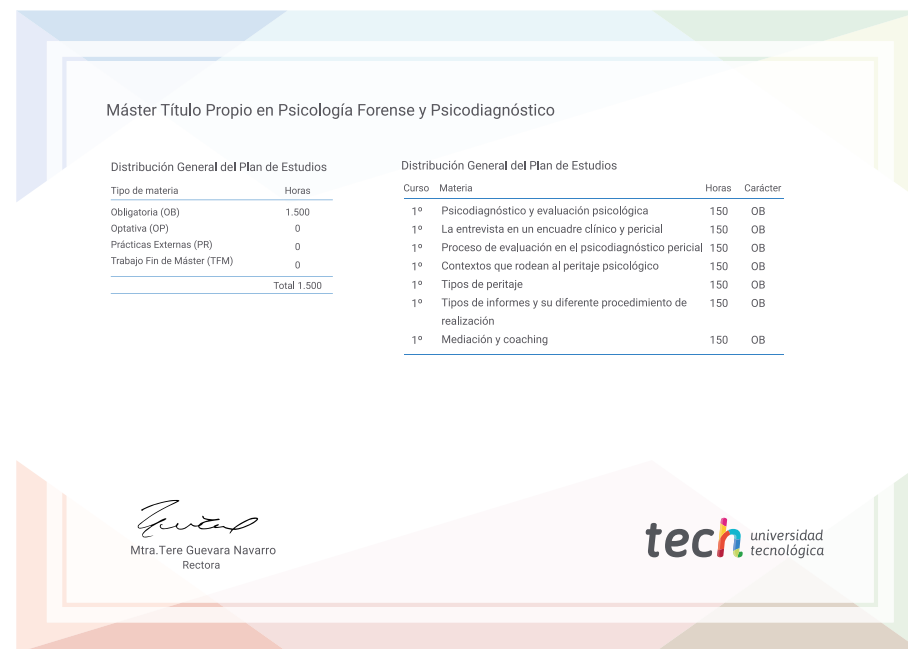 Máster Título Propio en Psicología Forense y Psicodiagnóstico
Distribución General del Plan de Estudios
Tipo de materia Horas
Obligatoria (OB) 1.500
Optativa (OP) 0
Prácticas Externas (PR) 0
Trabajo Fin de Máster (TFM) 0
Total 1.500
Distribución General del Plan de Estudios
Curso Materia Horas Carácter
1º Psicodiagnóstico y evaluación psicológica 150 OB
1º La entrevista en un encuadre clínico y pericial 150 OB
1º Proceso de evaluación en el psicodiagnóstico pericial 150 OB
1º Contextos que rodean al peritaje psicológico 150 OB
1º Tipos de peritaje 150 OB
1º Tipos de informes y su diferente procedimiento de 150 OB
realización
1º Mediación y coaching 150 OB
Mtra.Tere Guevara Navarro
Rectora
tech universidad
tecnológica